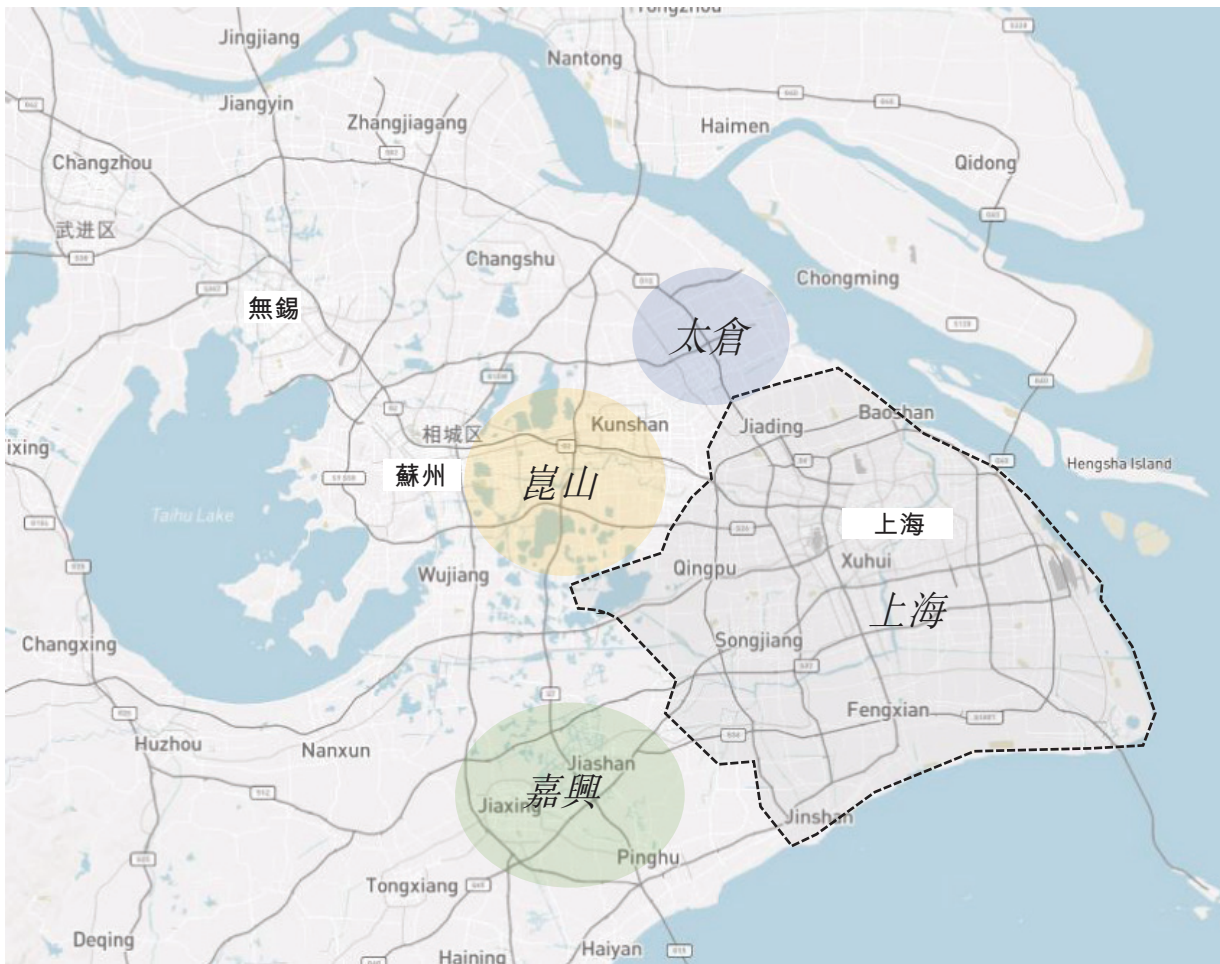 Jingjiang
Nantong
Jiangyin
Zhangjiagang
Haimen
Changzhou
Qidong
武进区
Changshu
Chongming
無錫
太倉
Baoshan
Kunshan
Jiading
相城区
Hengsha Island
蘇州
崑山
Taihu Lake
上海
Qingpu
Xuhui
Wujiang
上海
Songjiang
Changxing
Fengxian
Huzhou
Nanxun
Jiashan
嘉興
Jiaxing
Jinshan
Pinghu
Tongxiang
Deqing
Haiyan
Haining